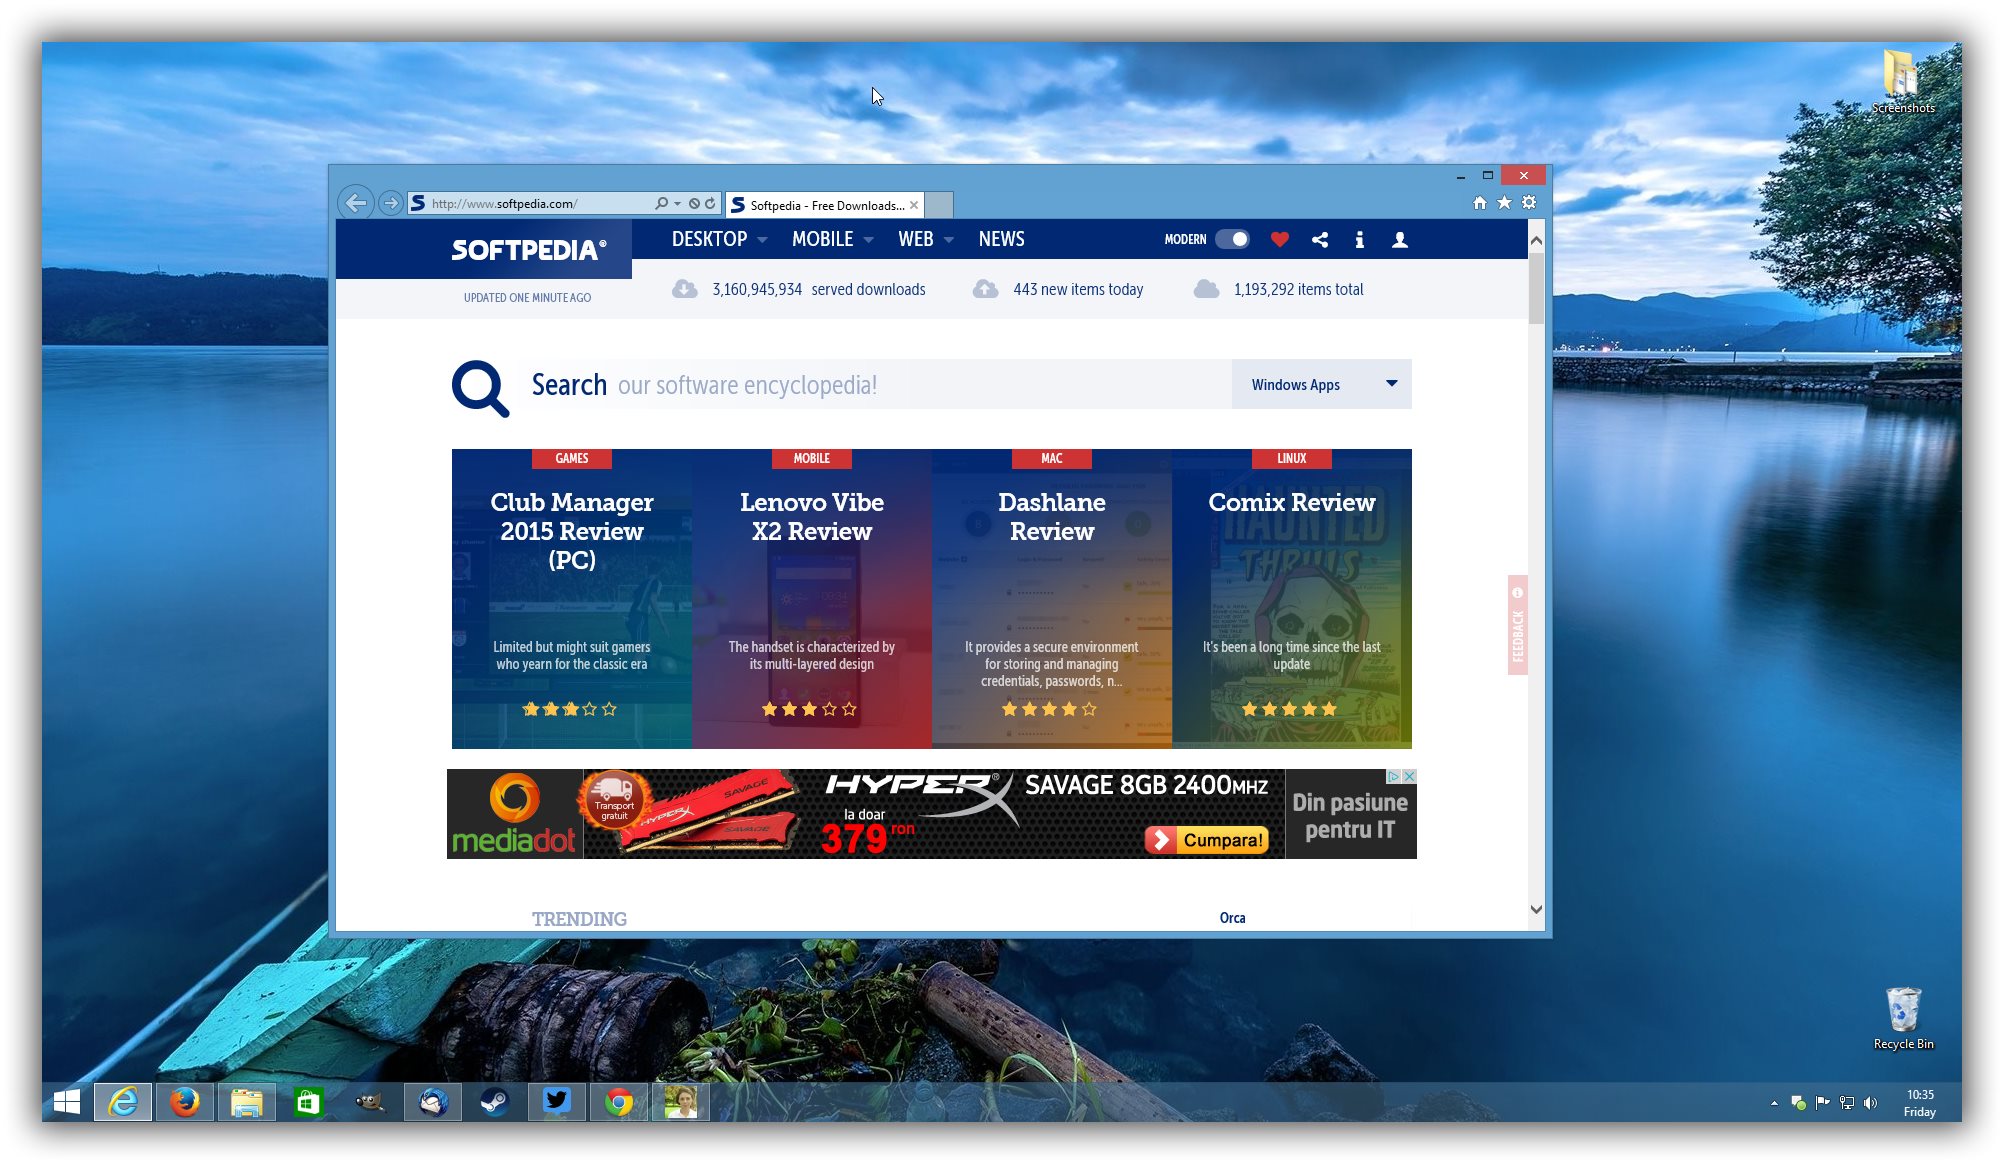 Screenshots
http://www.softpedia.com/
Softpedia - Free Downloads...
SOFTPEDIA®
DESKTOP
MOBILE
WEB
NEWS
MODERN
UPDATED ONE MINUTE AGO
3,160,945,934 served downloads
443 new items today
1,193,292 items total
Search our software encyclopedia!
Windows Apps
GAMES
Club Manager
2015 Review
(PC)
Limited but might suit gamers
who yearn for the classic era
MOBILE
Lenovo Vibe
X2 Review
The handset is characterized by
its multi-layered design
MAC
Dashlane
Review
It provides a secure environment
for storing and managing
credentials, passwords, n...
LINUX
Comix Review
HAUNTED
THRILLS
It's been a long time since the last
update
FEEDBACK
mediadot
Transport
gratuit
HYPERX
SAVAGE
SAVAGE
HYPERX® SAVAGE 8GB 2400MHZ
la doar
379 ron
Cumpara!
Din pasiune
pentru IT
TRENDING
Orca
Recycle Bin
10:35
Friday